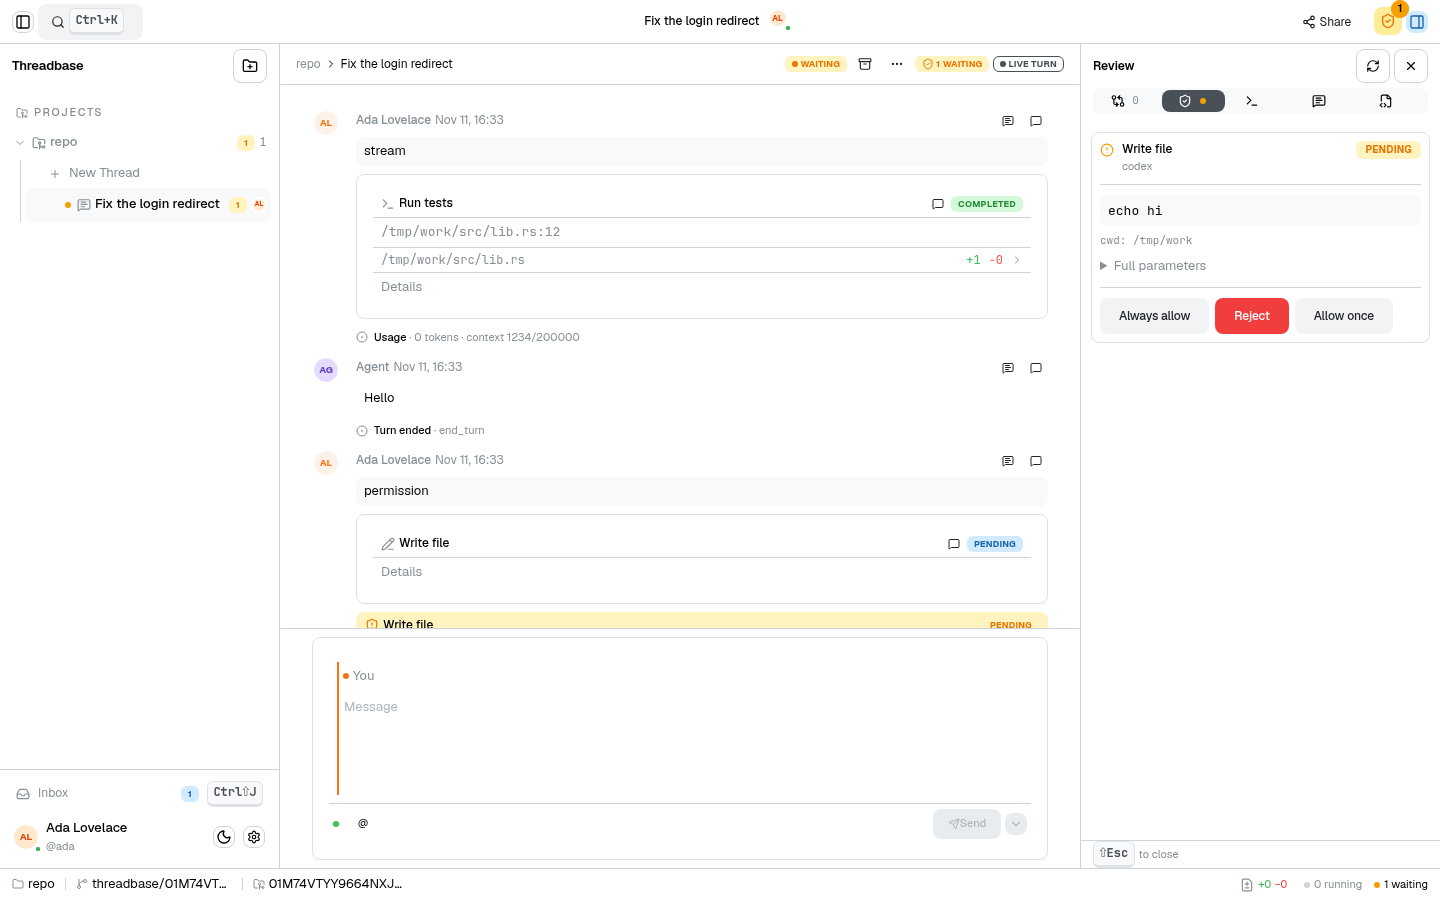 Ctrl+K
Fix the login redirect
AL
Share
1
Threadbase
PROJECTS
repo
1
1
New Thread
Fix the login redirect
1
AL
Inbox
1
Ctrl⇧J
AL
Ada Lovelace
@ada
repo
Fix the login redirect
WAITING
1 WAITING
LIVE TURN
AL
Ada Lovelace Nov 11, 16:33
stream
Run tests
COMPLETED
/tmp/work/src/lib.rs:12
/tmp/work/src/lib.rs
+1 -0
Details
Usage · 0 tokens · context 1234/200000
AG
Agent Nov 11, 16:33
Hello
Turn ended · end_turn
AL
Ada Lovelace Nov 11, 16:33
permission
Write file
PENDING
Details
Write file
PENDING
You
Message
@
Send
Review
0
Write file
PENDING
codex
echo hi
cwd: /tmp/work
Full parameters
Always allow
Reject
Allow once
⇧Esc to close
repo
threadbase/01M74VT...
01M74VTYY9664NXJ...
+0 −0
0 running
1 waiting